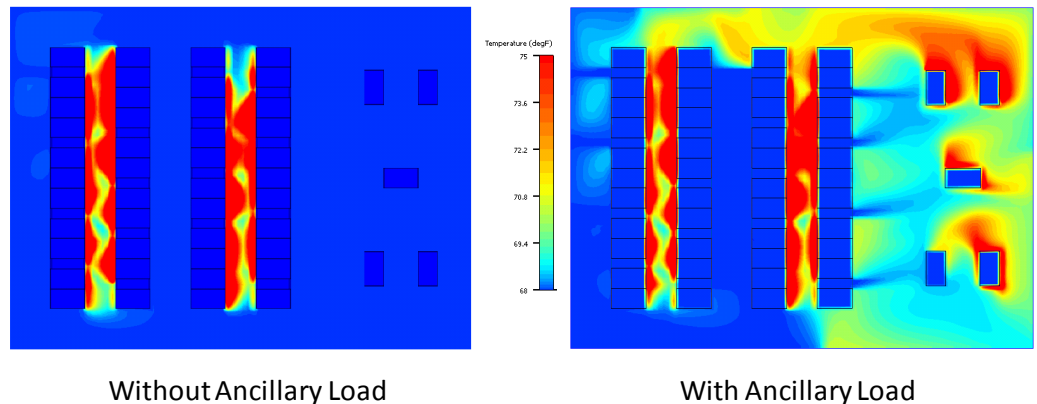 Temperature (degF)
75
73.6
72.2
70.8
69.4
68
Without Ancillary Load
With Ancillary Load